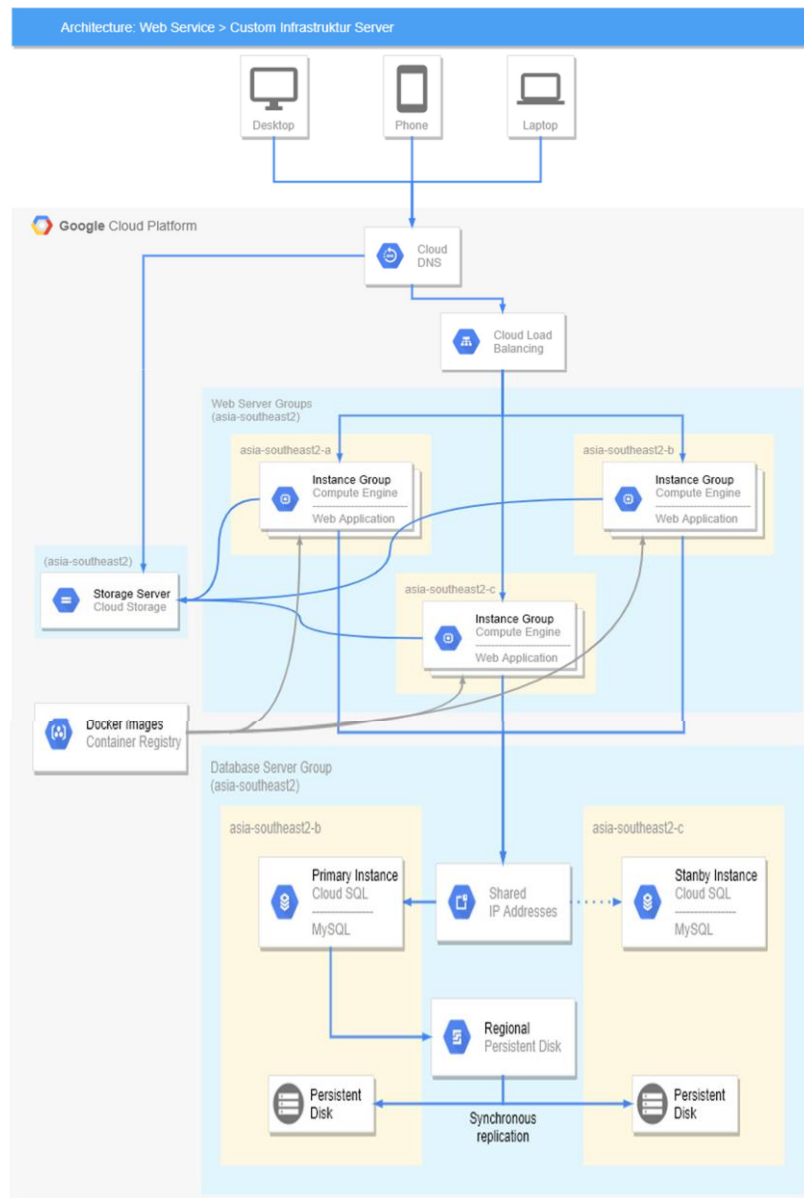 Architecture: Web Service > Custom Infrastruktur Server
Desktop
Phone
Laptop
Google Cloud Platform
Cloud
DNS
Cloud Load
Balancing
Web Server Groups
(asia-southeast2)
asia-southeast2-a
Instance Group
Compute Engine
Web Application
asia-southeast2-b
Instance Group
Compute Engine
Web Application
(asia-southeast2)
Storage Server
Cloud Storage
asia-southeast2-c
Instance Group
Compute Engine
Web Application
Docker Images
Container Registry
Database Server Group
(asia-southeast2)
asia-southeast2-b
Primary Instance
Cloud SQL
MySQL
Shared
IP Addresses
asia-southeast2-c
Stanby Instance
Cloud SQL
MySQL
Regional
Persistent Disk
Persistent
Disk
Synchronous
replication
Persistent
Disk